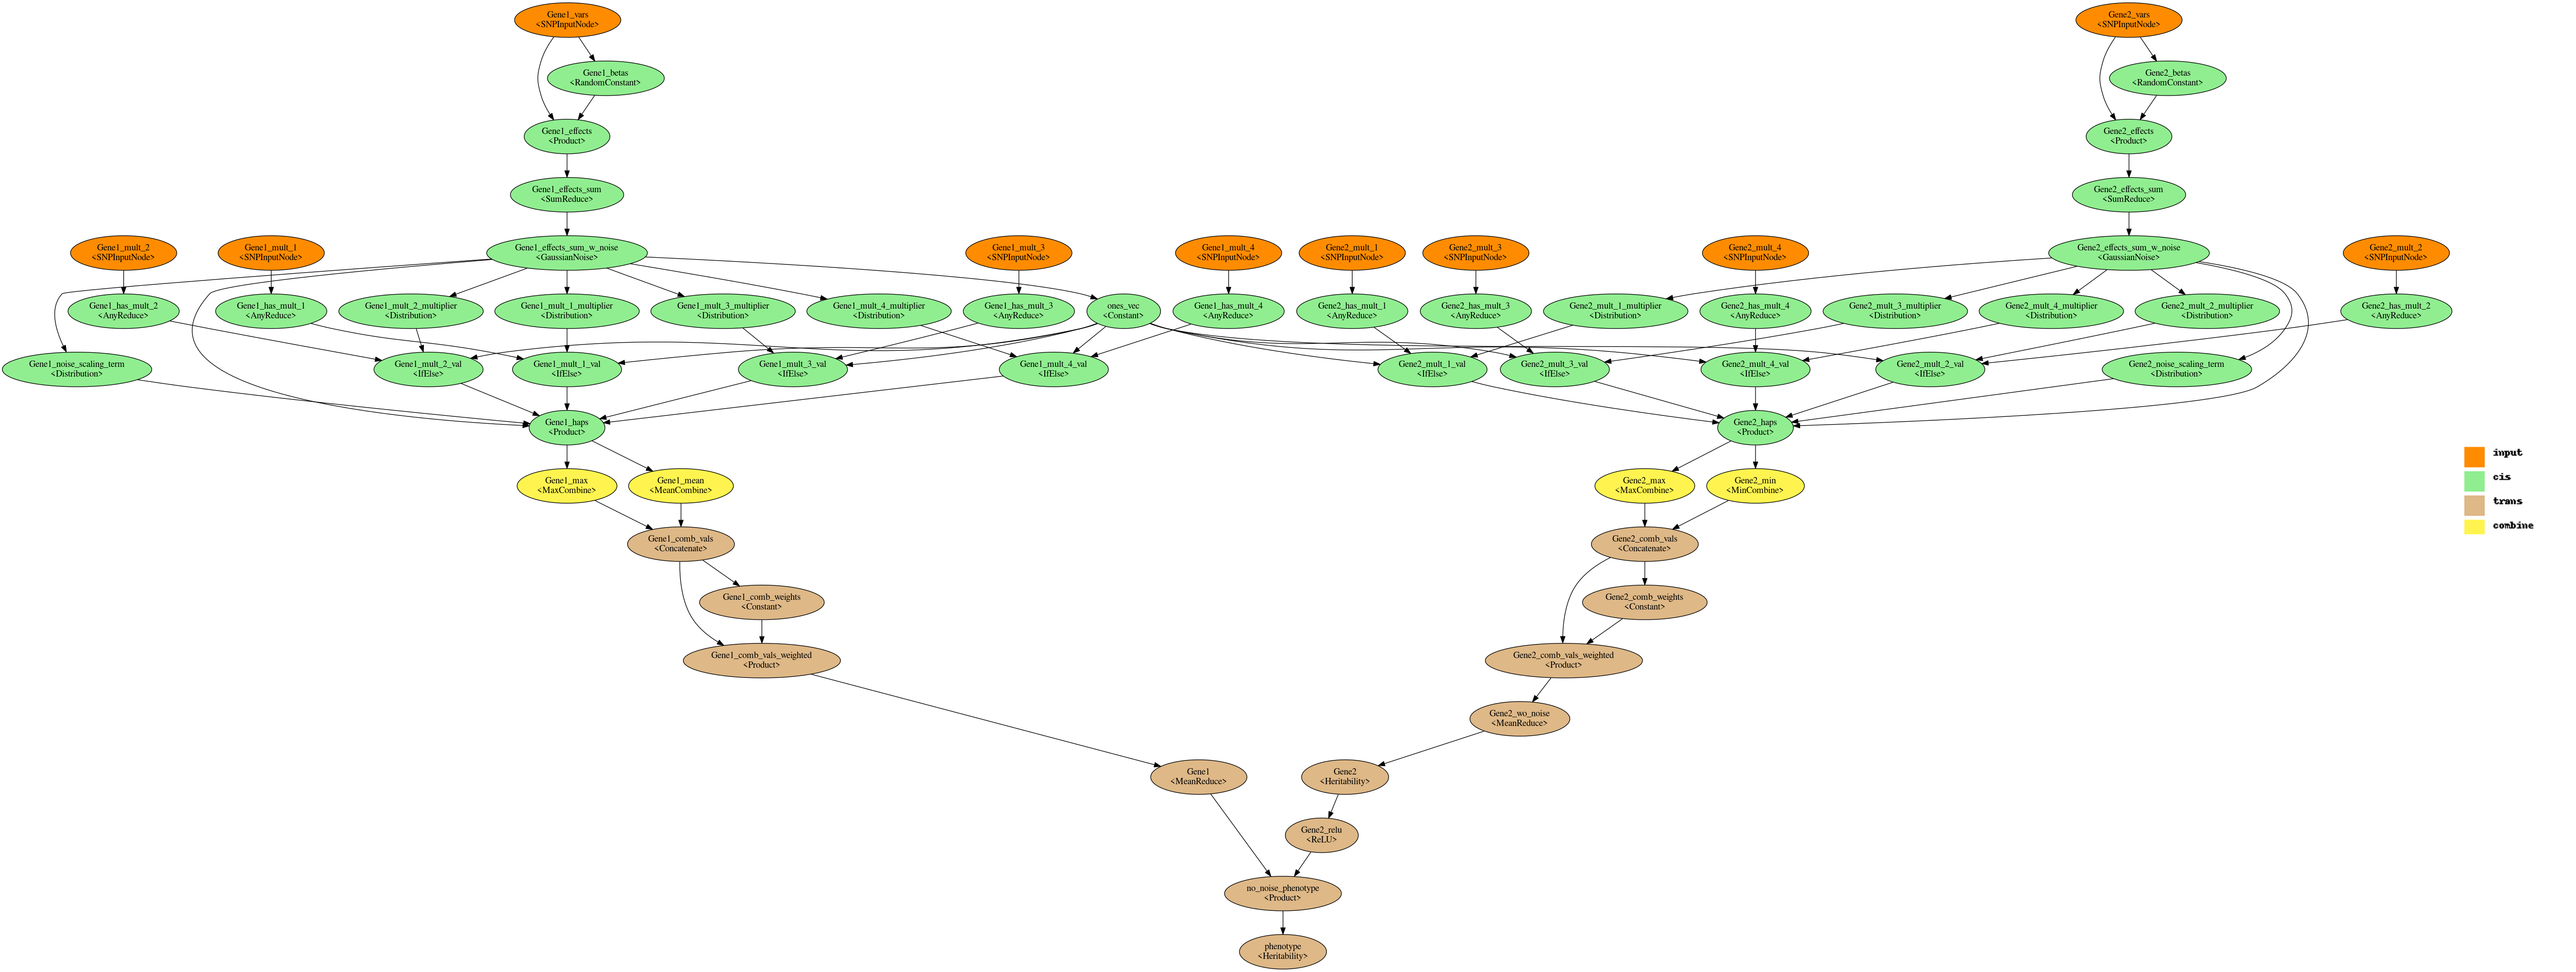 Gene1_vars
<SNPInputNode>
Gene2_vars
<SNPInputNode>
Gene1_betas
<RandomConstant>
Gene2_betas
<RandomConstant>
Gene1_effects
<Product>
Gene2_effects
<Product>
Gene1_effects_sum
<SumReduce>
Gene2_effects_sum
<SumReduce>
Gene1_mult_2
<SNPInputNode>
Gene1_mult_1
<SNPInputNode>
Gene1_effects_sum_w_noise
<GaussianNoise>
Gene1_mult_3
<SNPInputNode>
Gene1_mult_4
<SNPInputNode>
Gene2_mult_1
<SNPInputNode>
Gene2_mult_3
<SNPInputNode>
Gene2_mult_4
<SNPInputNode>
Gene2_effects_sum_w_noise
<GaussianNoise>
Gene2_mult_2
<SNPInputNode>
Gene1_has_mult_2
<AnyReduce>
Gene1_has_mult_1
<AnyReduce>
Gene1_mult_2_multiplier
<Distribution>
Gene1_mult_1_multiplier
<Distribution>
Gene1_mult_3_multiplier
<Distribution>
Gene1_mult_4_multiplier
<Distribution>
Gene1_has_mult_3
<AnyReduce>
ones_vec
<Constant>
Gene1_has_mult_4
<AnyReduce>
Gene2_has_mult_1
<AnyReduce>
Gene2_has_mult_3
<AnyReduce>
Gene2_mult_1_multiplier
<Distribution>
Gene2_has_mult_4
<AnyReduce>
Gene2_mult_3_multiplier
<Distribution>
Gene2_mult_4_multiplier
<Distribution>
Gene2_mult_2_multiplier
<Distribution>
Gene2_has_mult_2
<AnyReduce>
Gene1_noise_scaling_term
<Distribution>
Gene1_mult_2_val
<IfElse>
Gene1_mult_1_val
<IfElse>
Gene1_mult_3_val
<IfElse>
Gene1_mult_4_val
<IfElse>
Gene2_mult_1_val
<IfElse>
Gene2_mult_3_val
<IfElse>
Gene2_mult_4_val
<IfElse>
Gene2_mult_2_val
<IfElse>
Gene2_noise_scaling_term
<Distribution>
Gene1_haps
<Product>
Gene2_haps
<Product>
Gene1_max
<MaxCombine>
Gene1_mean
<MeanCombine>
Gene2_max
<MaxCombine>
Gene2_min
<MinCombine>
input
cis
trans
combine
Gene1_comb_vals
<Concatenate>
Gene2_comb_vals
<Concatenate>
Gene1_comb_weights
<Constant>
Gene2_comb_weights
<Constant>
Gene1_comb_vals_weighted
<Product>
Gene2_comb_vals_weighted
<Product>
Gene2_wo_noise
<MeanReduce>
Gene1
<MeanReduce>
Gene2
<Heritability>
Gene2_relu
<ReLU>
no_noise_phenotype
<Product>
phenotype
<Heritability>